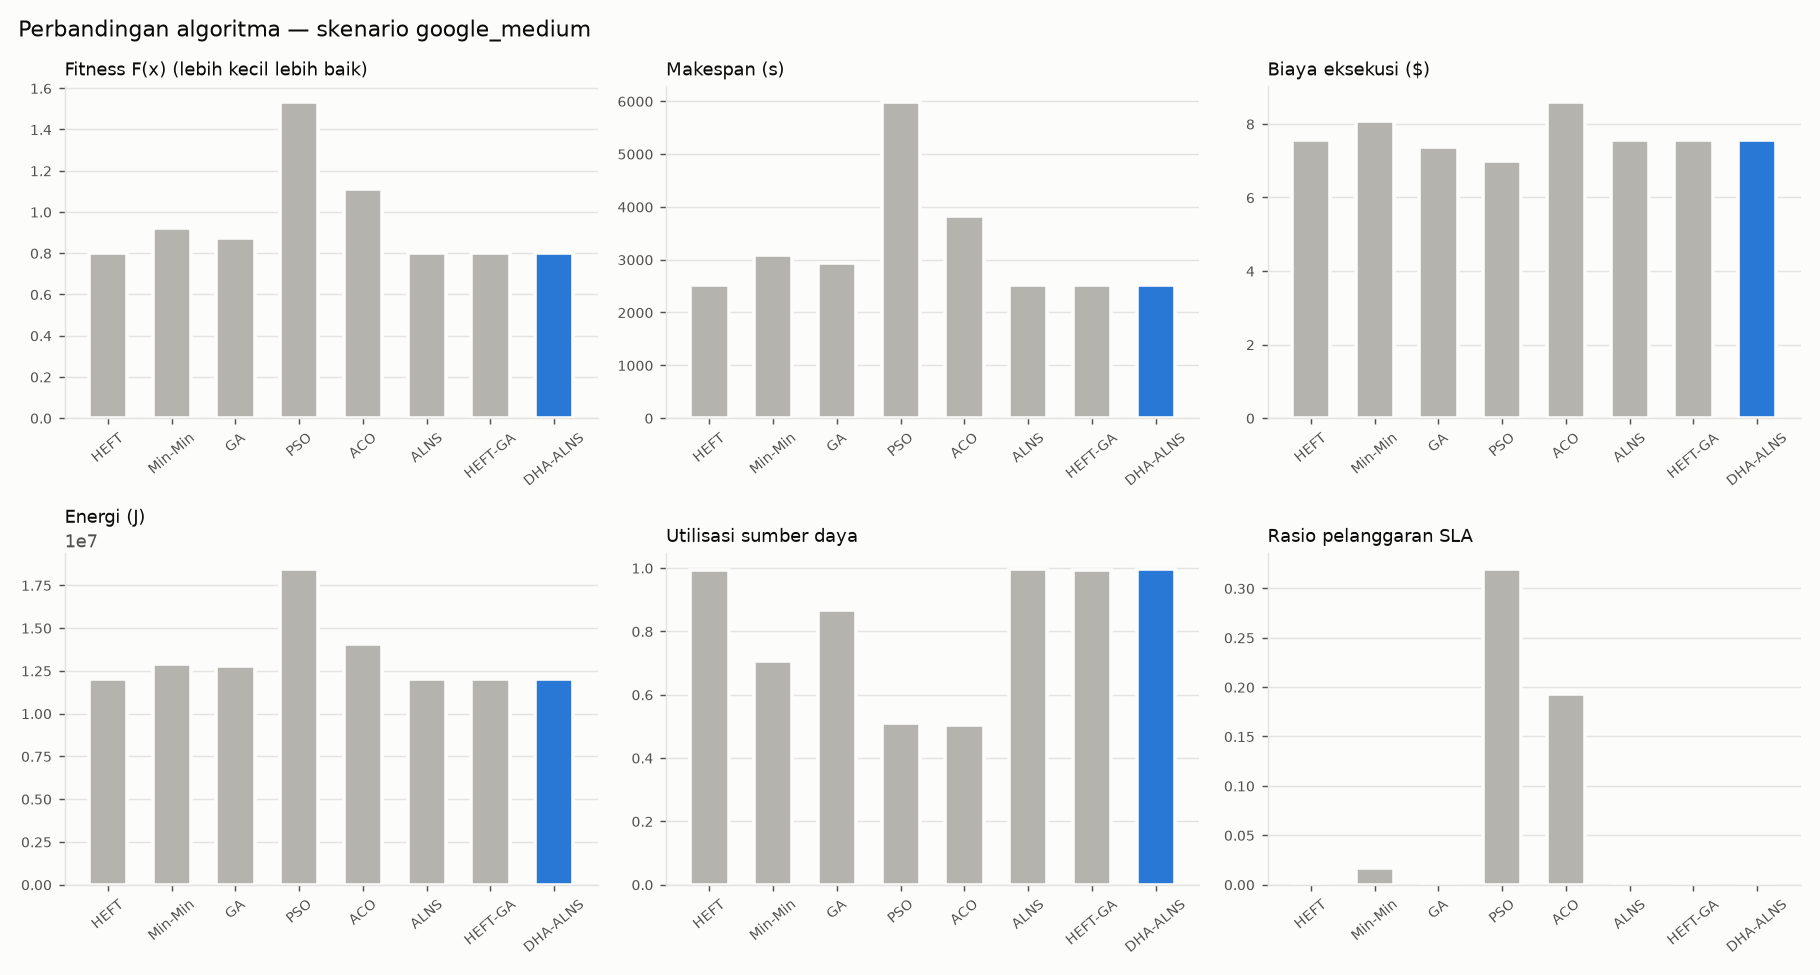 Perbandingan algoritma — skenario google_medium
Fitness F(x) (lebih kecil lebih baik)
1.6
1.4
1.2
1.0
0.8
0.6
0.4
0.2
0.0
HEFT
Min-Min
GA
PSO
ACO
ALNS
HEFT-GA
DHA-ALNS
Makespan (s)
6000
5000
4000
3000
2000
1000
0
HEFT
Min-Min
GA
PSO
ACO
ALNS
HEFT-GA
DHA-ALNS
Biaya eksekusi ($)
8
6
4
2
0
HEFT
Min-Min
GA
PSO
ACO
ALNS
HEFT-GA
DHA-ALNS
Energi (J)
1e7
1.75
1.50
1.25
1.00
0.75
0.50
0.25
0.00
HEFT
Min-Min
GA
PSO
ACO
ALNS
HEFT-GA
DHA-ALNS
Utilisasi sumber daya
1.0
0.8
0.6
0.4
0.2
0.0
HEFT
Min-Min
GA
PSO
ACO
ALNS
HEFT-GA
DHA-ALNS
Rasio pelanggaran SLA
0.30
0.25
0.20
0.15
0.10
0.05
0.00
HEFT
Min-Min
GA
PSO
ACO
ALNS
HEFT-GA
DHA-ALNS